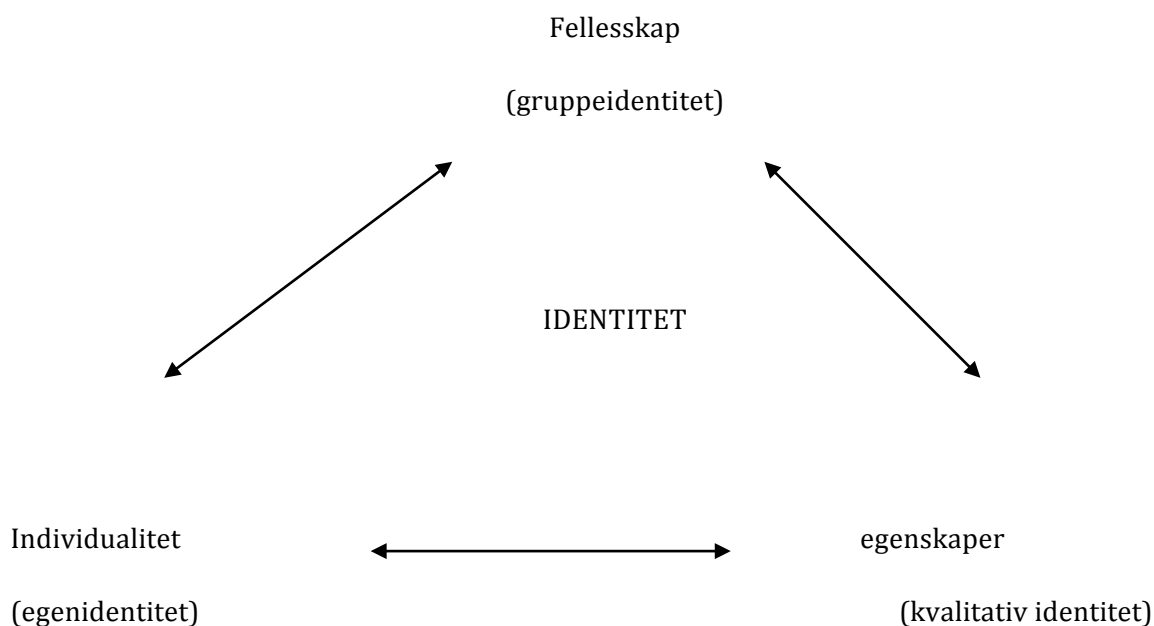 Fellesskap
(gruppeidentitet)
IDENTITET
Individualitet
egenskaper
(egenidentitet)
(kvalitativ identitet)